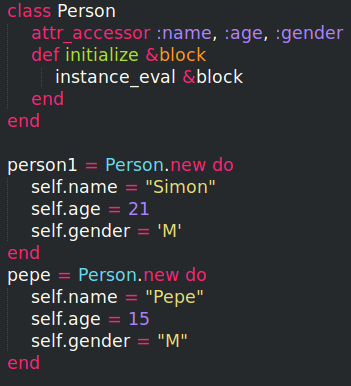 class Person
    attr_accessor :name, :age, :gender
    def initialize &block
        instance_eval &block
    end
end

person1 = Person.new do
    self.name = "Simon"
    self.age = 21
    self.gender = 'M'
end
pepe = Person.new do
    self.name = "Pepe"
    self.age = 15
    self.gender = "M"
end